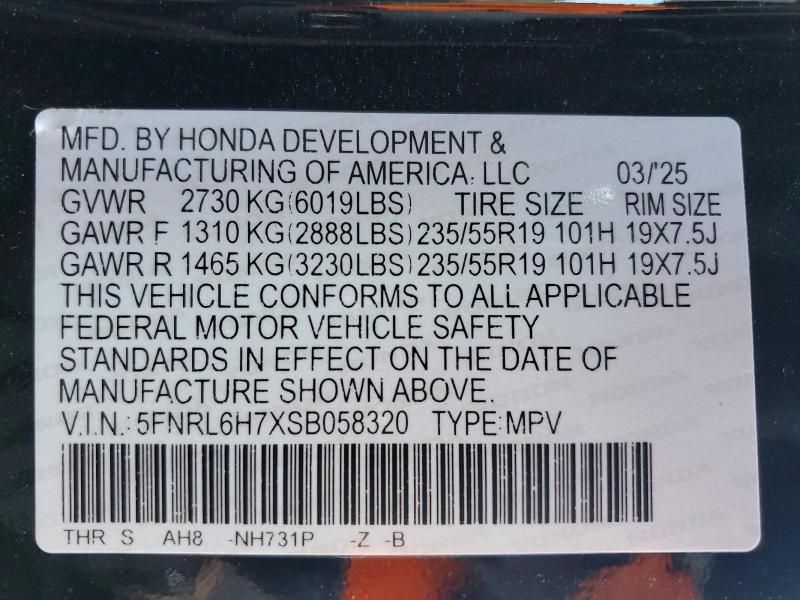 MFD. BY HONDA DEVELOPMENT &
MANUFACTURING OF AMERICA, LLC 03/'25
GVWR 2730 KG(6019LBS) TIRE SIZE RIM SIZE
GAWR F 1310 KG(2888LBS) 235/55R19 101H 19X7.5J
GAWR R 1465 KG(3230LBS) 235/55R19 101H 19X7.5J
THIS VEHICLE CONFORMS TO ALL APPLICABLE
FEDERAL MOTOR VEHICLE SAFETY
STANDARDS IN EFFECT ON THE DATE OF
MANUFACTURE SHOWN ABOVE.
V.I.N.: 5FNRL6H7XSB058320 TYPE: MPV
THR S AH8 -NH731P -Z -B